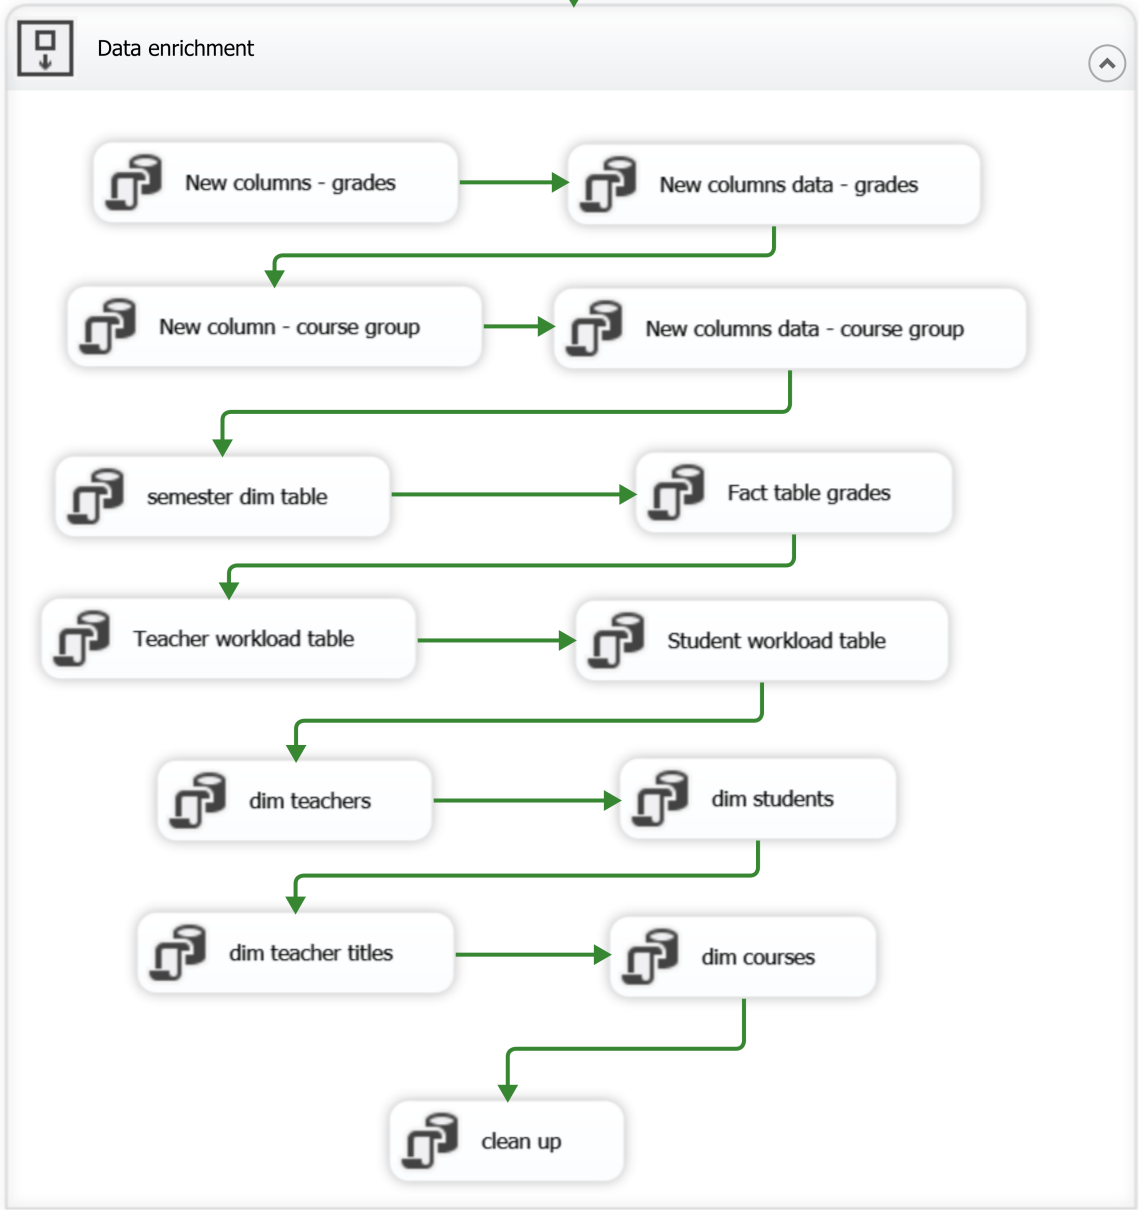 Data enrichment
New columns - grades
New columns data - grades
New column - course group
New columns data - course group
semester dim table
Fact table grades
Teacher workload table
Student workload table
dim teachers
dim students
dim teacher titles
dim courses
clean up